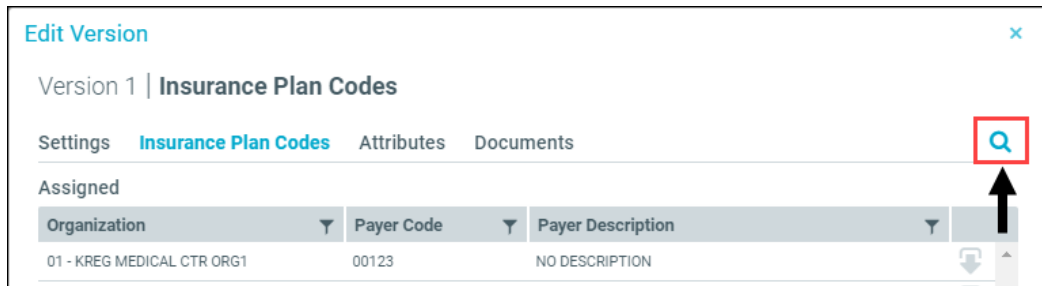 Edit Version ×
Version 1 | Insurance Plan Codes
Settings Insurance Plan Codes Attributes Documents
Assigned
Organization Payer Code Payer Description
01 - KREG MEDICAL CTR ORG1 00123 NO DESCRIPTION